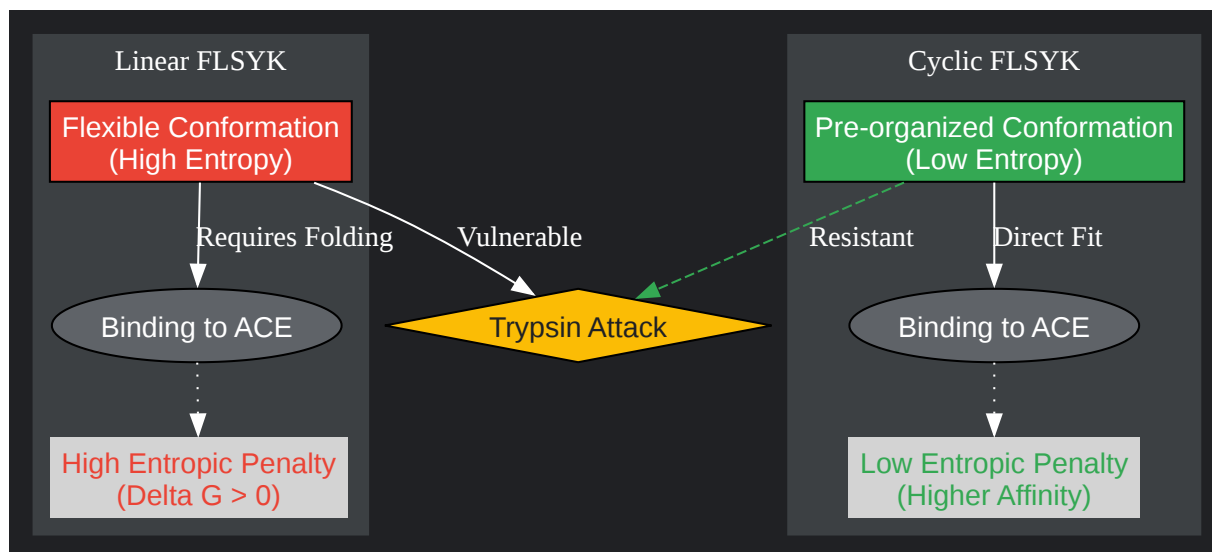 Linear FLSYK
Cyclic FLSYK
Flexible Conformation
(High Entropy)
Pre-organized Conformation
(Low Entropy)
Requires Folding
Vulnerable
Resistant
Direct Fit
Binding to ACE
Trypsin Attack
Binding to ACE
High Entropic Penalty
(Delta G > 0)
Low Entropic Penalty
(Higher Affinity)